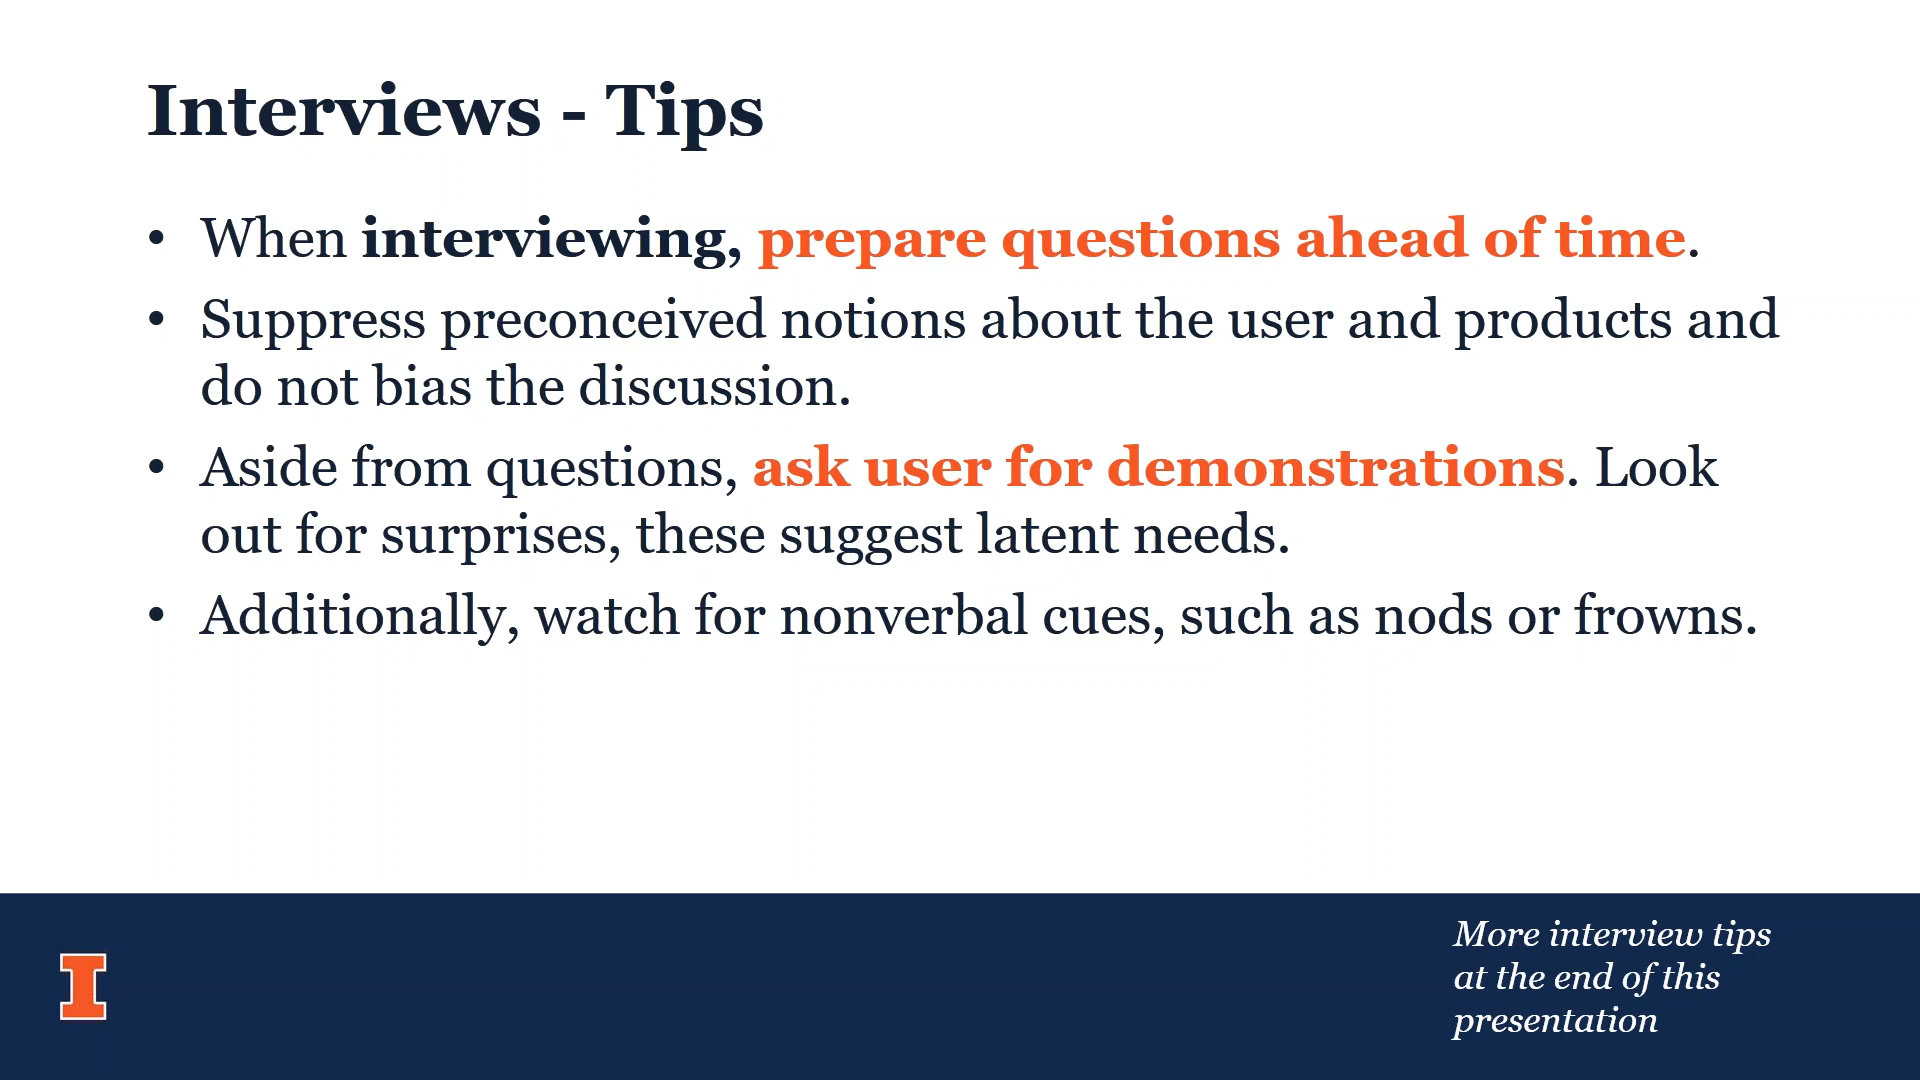 Interviews - Tips
• When interviewing, prepare questions ahead of time.
• Suppress preconceived notions about the user and products and
do not bias the discussion.
• Aside from questions, ask user for demonstrations. Look
out for surprises, these suggest latent needs.
• Additionally, watch for nonverbal cues, such as nods or frowns.
I
More interview tips
at the end of this
presentation